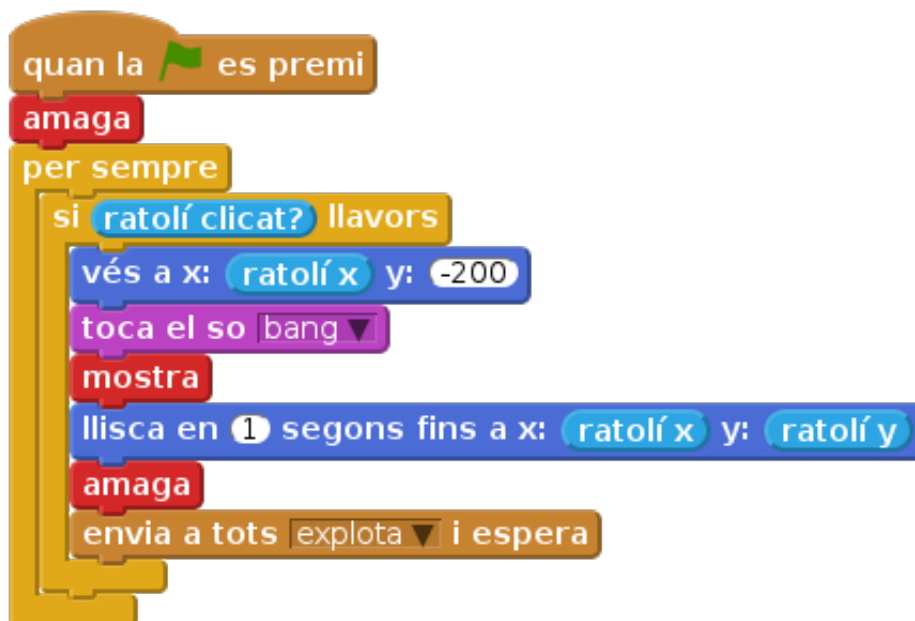 quan la es premi
amaga
per sempre
si ratolí clicat? llavors
vés a x: ratolí x y: -200
toca el so bang
mostra
llisca en 1 segons fins a x: ratolí x y: ratolí y
amaga
envia a tots explota i espera